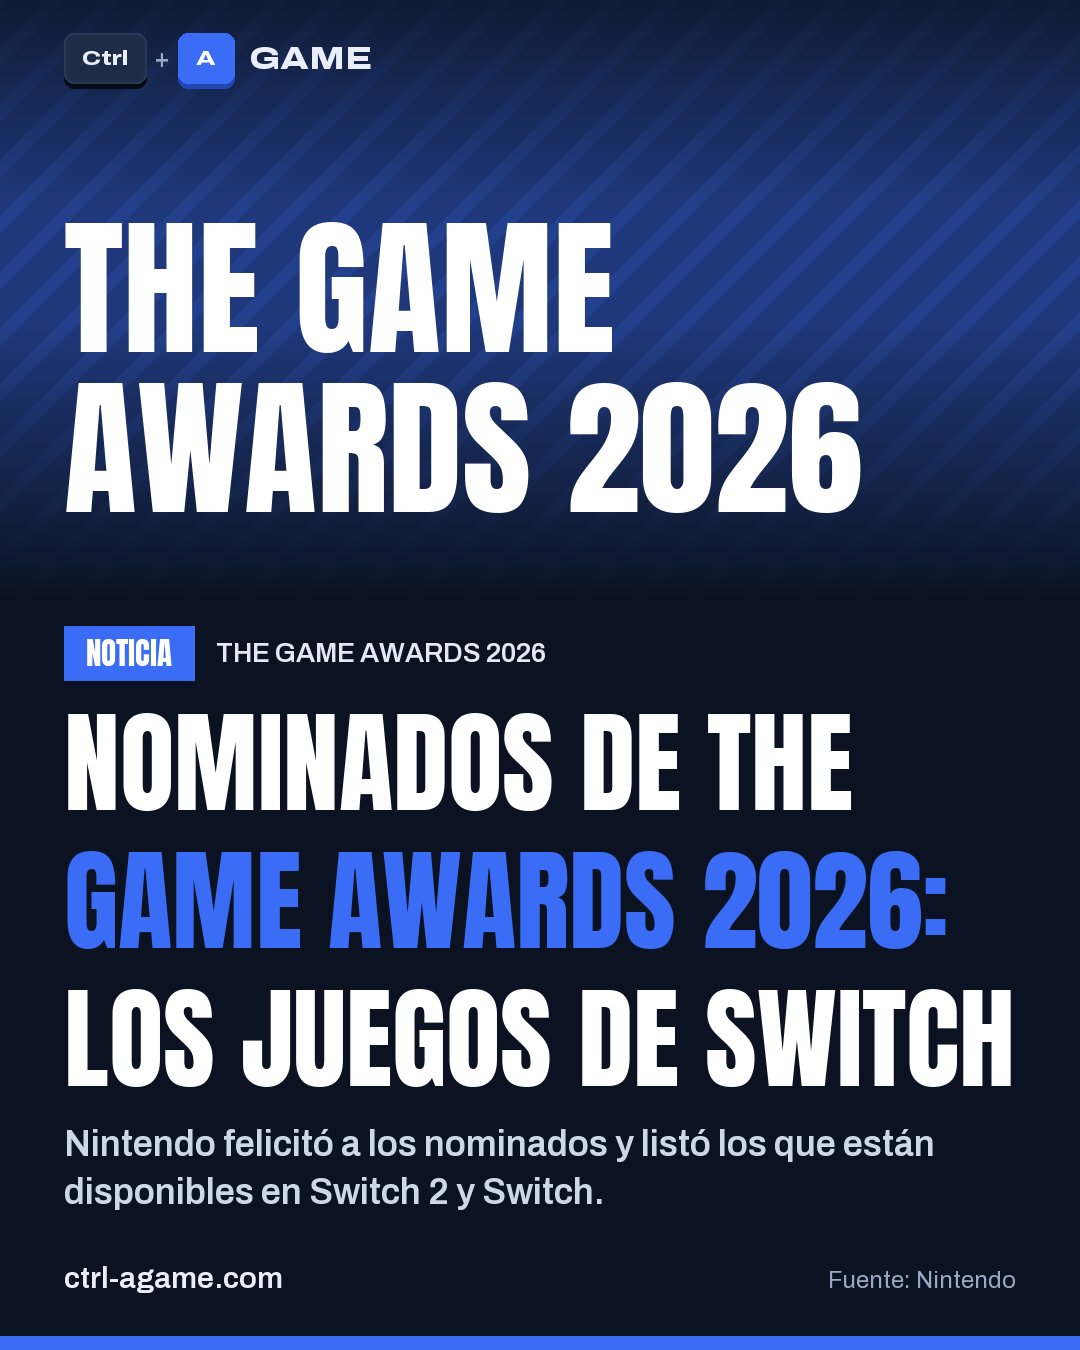 Ctrl + A GAME
THE GAME
AWARDS 2026
NOTICIA THE GAME AWARDS 2026
NOMINADOS DE THE
GAME AWARDS 2026:
LOS JUEGOS DE SWITCH
Nintendo felicitó a los nominados y listó los que están
disponibles en Switch 2 y Switch.
ctrl-agame.com Fuente: Nintendo